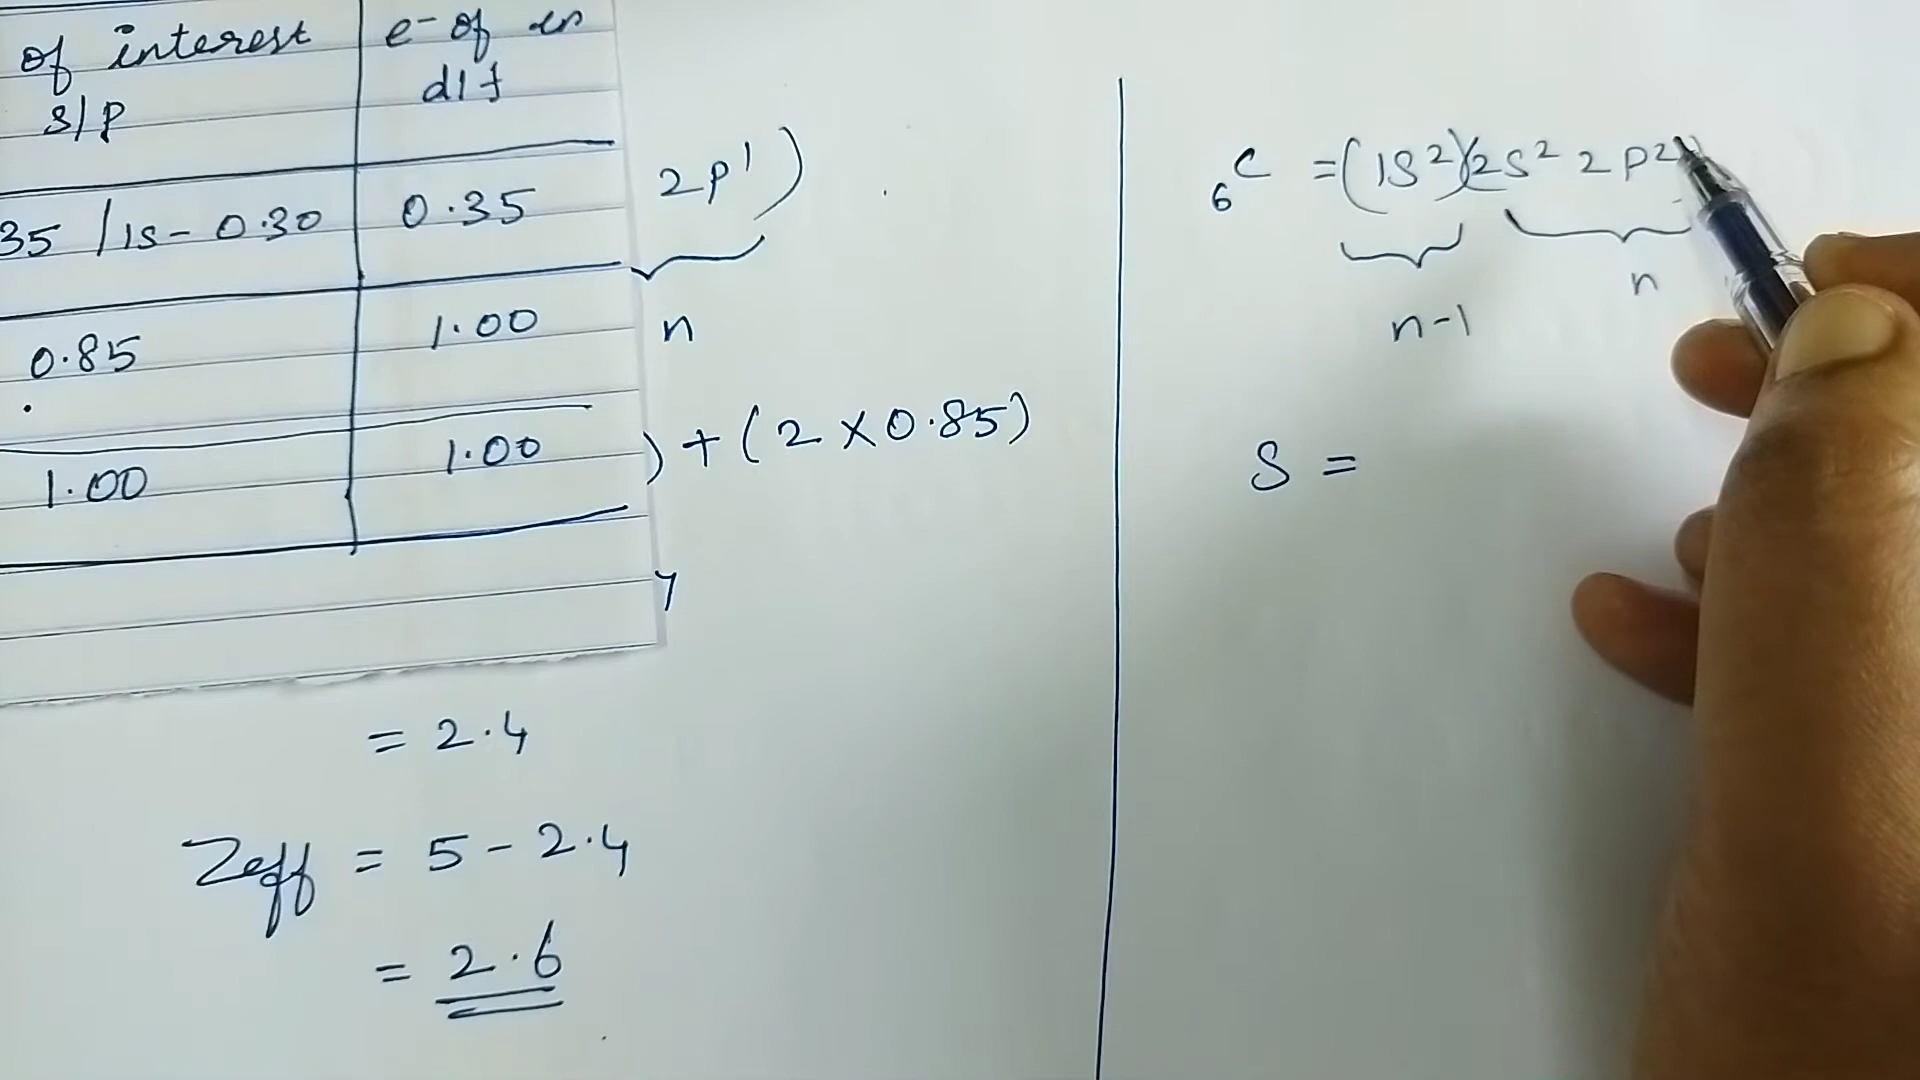 of interest e- of in
s/p d/f
35 / 1s - 0.30 0.35
0.85 1.00
1.00 1.00
2p¹)
n
) + (2 × 0.85)
= 2.4
Zeff = 5 - 2.4
= 2.6
₆C = (1s²)(2s² 2p²)
n-1 n
S =